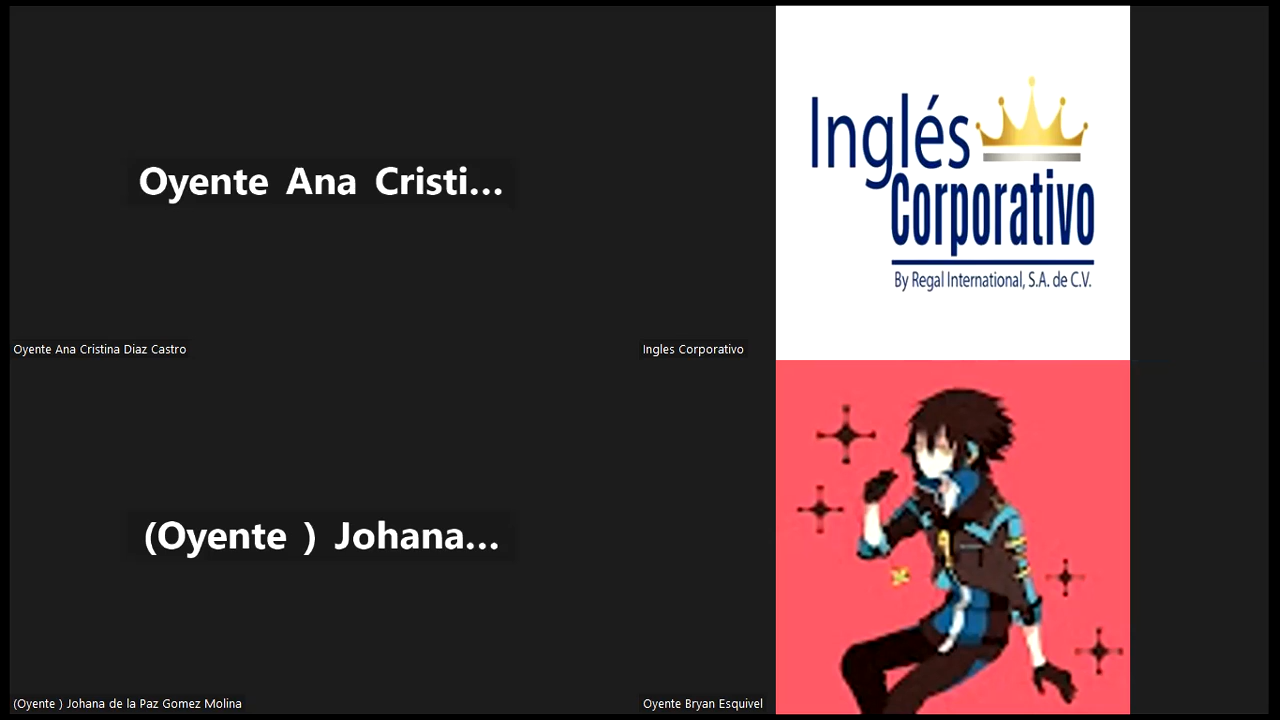 Oyente Ana Cristi...
Oyente Ana Cristina Diaz Castro
Inglés
Corporativo
By Regal International, S.A. de C.V.
Ingles Corporativo
(Oyente ) Johana...
(Oyente ) Johana de la Paz Gomez Molina
Oyente Bryan Esquivel